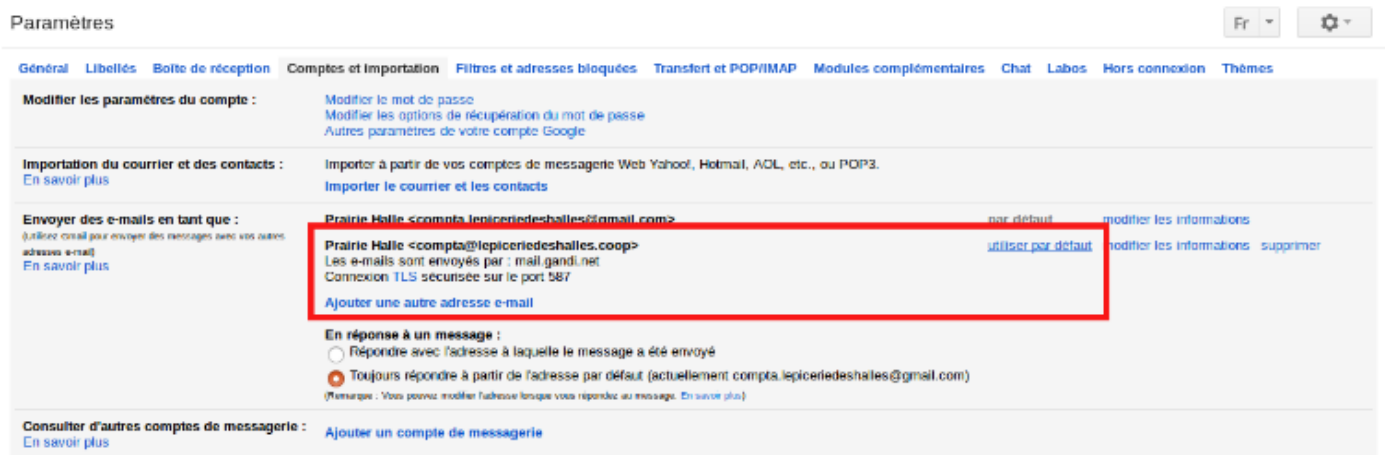 Paramètres
Fr
Général Libellés Boîte de réception Comptes et importation Filtres et adresses bloquées Transfert et POP/IMAP Modules complémentaires Chat Labos Hors connexion Thèmes
Modifier les paramètres du compte :
Modifier le mot de passe
Modifier les options de récupération du mot de passe
Autres paramètres de votre compte Google
Importation du courrier et des contacts :
En savoir plus
Importer à partir de vos comptes de messagerie Web Yahoo!, Hotmail, AOL, etc., ou POP3.
Importer le courrier et les contacts
Envoyer des e-mails en tant que :
(Utilisez Gmail pour envoyer des messages avec vos autres
adresses e-mail)
En savoir plus
Prairie Halle <compta.lepiceriedeshalles@gmail.com> par défaut modifier les informations
Prairie Halle <compta@lepiceriedeshalles.coop> utiliser par défaut modifier les informations supprimer
Les e-mails sont envoyés par : mail.gandi.net
Connexion TLS sécurisée sur le port 587
Ajouter une autre adresse e-mail
En réponse à un message :
Répondre avec l'adresse à laquelle le message a été envoyé
Toujours répondre à partir de l'adresse par défaut (actuellement compta.lepiceriedeshalles@gmail.com)
(Remarque : Vous pouvez modifier l'adresse lorsque vous répondez au message. En savoir plus)
Consulter d'autres comptes de messagerie :
En savoir plus
Ajouter un compte de messagerie